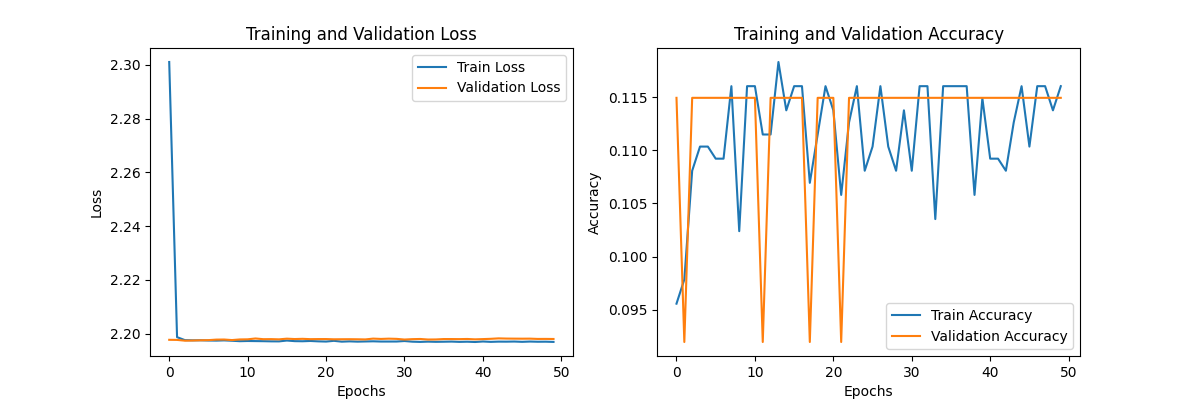 Training and Validation Loss
Train Loss
Validation Loss
2.30
2.28
2.26
2.24
2.22
2.20
Loss
0
10
20
30
40
50
Epochs
Training and Validation Accuracy
0.115
0.110
0.105
0.100
0.095
Accuracy
Train Accuracy
Validation Accuracy
0
10
20
30
40
50
Epochs